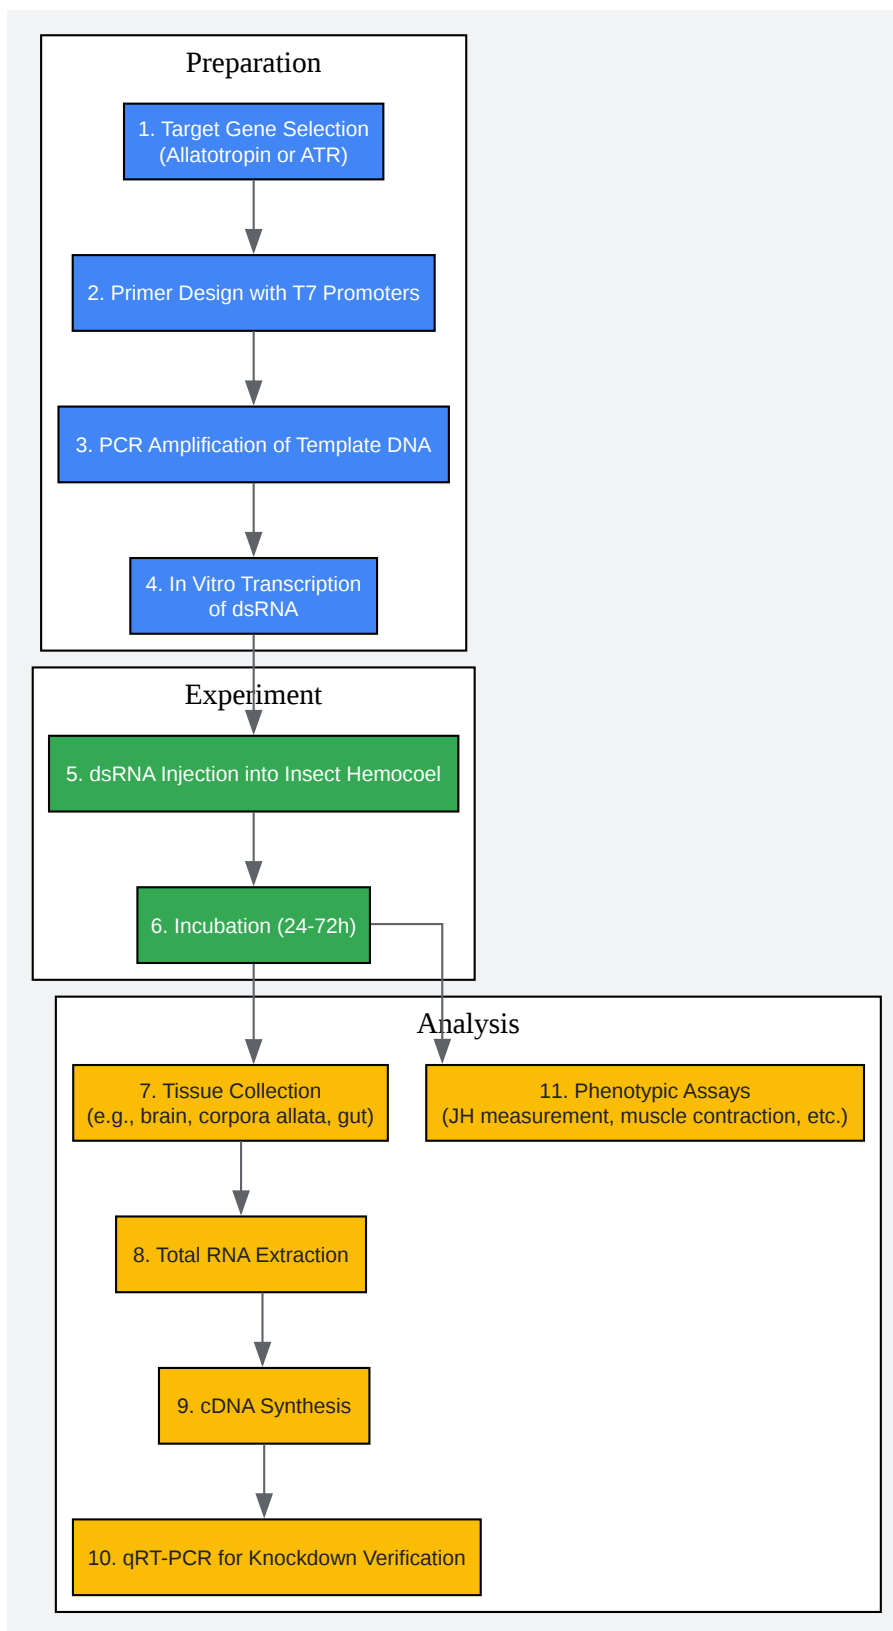 Preparation
1. Target Gene Selection
(Allatotropin or ATR)
2. Primer Design with T7 Promoters
3. PCR Amplification of Template DNA
4. In Vitro Transcription
of dsRNA
Experiment
5. dsRNA Injection into Insect Hemocoel
6. Incubation (24-72h)
Analysis
7. Tissue Collection
(e.g., brain, corpora allata, gut)
11. Phenotypic Assays
(JH measurement, muscle contraction, etc.)
8. Total RNA Extraction
9. cDNA Synthesis
10. qRT-PCR for Knockdown Verification